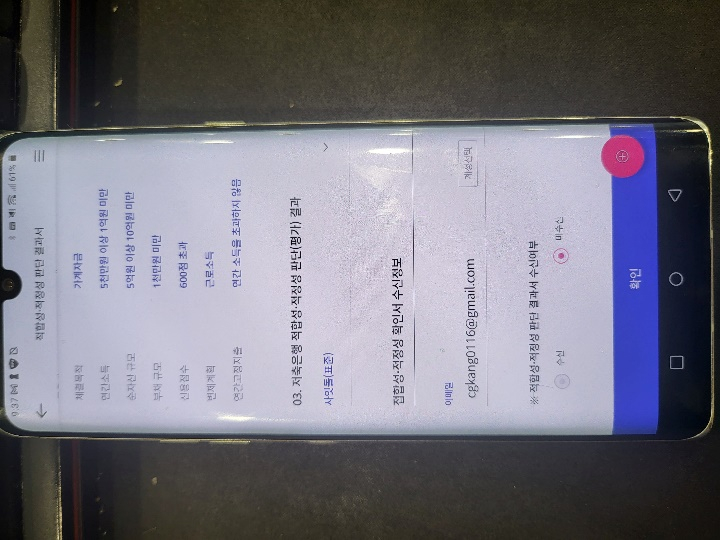 9:37
61%
적합성·적정성 판단 결과서
체결목적 가계자금
연간소득 5천만원 이상 1억원 미만
순자산 규모 5억원 이상 10억원 미만
부채 규모 1천만원 미만
신용점수 600점 초과
변제계획 근로소득
연간고정지출 연간 소득을 초과하지 않음
03. 저축은행 적합성·적정성 판단(평가) 결과
사잇돌(표준)
적합성·적정성 확인서 수신정보
이메일
cgkang0116@gmail.com
계정선택
※ 적합성·적정성 판단 결과서 수신여부
수신 미수신
확인